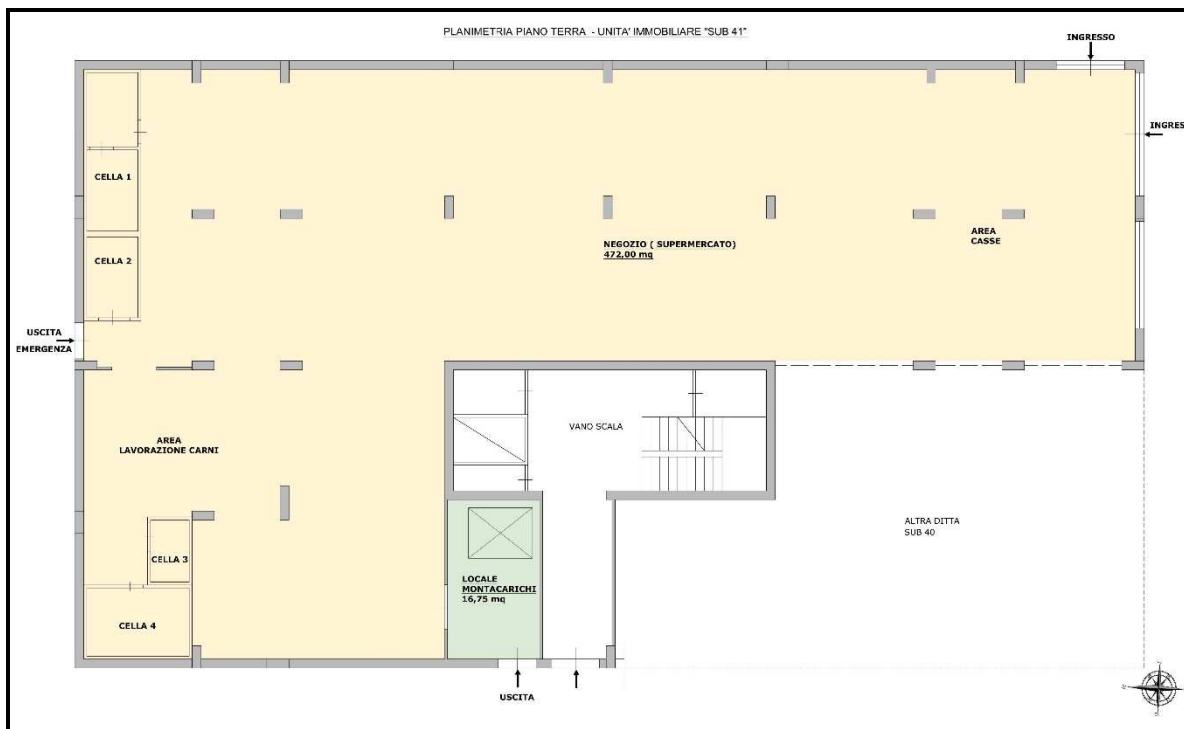 PLANIMETRIA PIANO TERRA - UNITA' IMMOBILIARE "SUB 41"
INGRESSO
INGRES
CELLA 1
CELLA 2
NEGOZIO ( SUPERMERCATO)
472,00 mq
AREA
CASSE
USCITA
EMERGENZA
AREA
LAVORAZIONE CARNI
VANO SCALA
CELLA 3
CELLA 4
LOCALE
MONTACARICHI
16,75 mq
ALTRA DITTA
SUB 40
USCITA